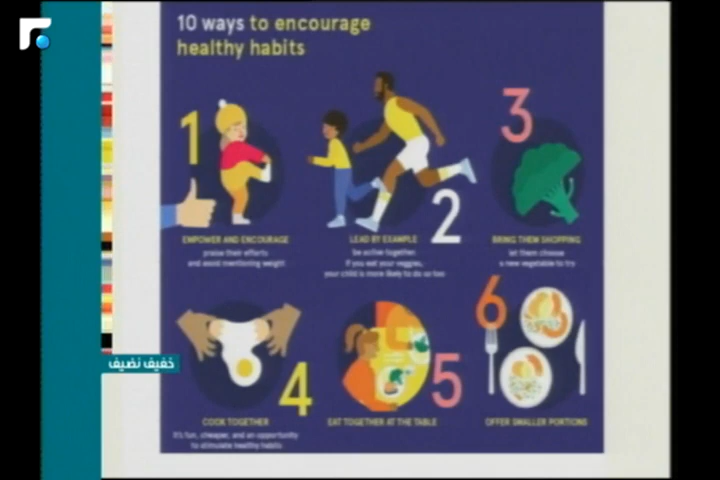 10 ways to encourage
healthy habits
1
2
3
EMPOWER AND ENCOURAGE
praise their efforts
and avoid mentioning weight
LEAD BY EXAMPLE
be active together.
if you eat your veggies,
your child is more likely to do so too
BRING THEM SHOPPING
let them choose
a new vegetable to try
4
5
6
COOK TOGETHER
it's fun, cheaper, and an opportunity
to stimulate healthy habits
EAT TOGETHER AT THE TABLE
OFFER SMALLER PORTIONS
خفيف نضيف